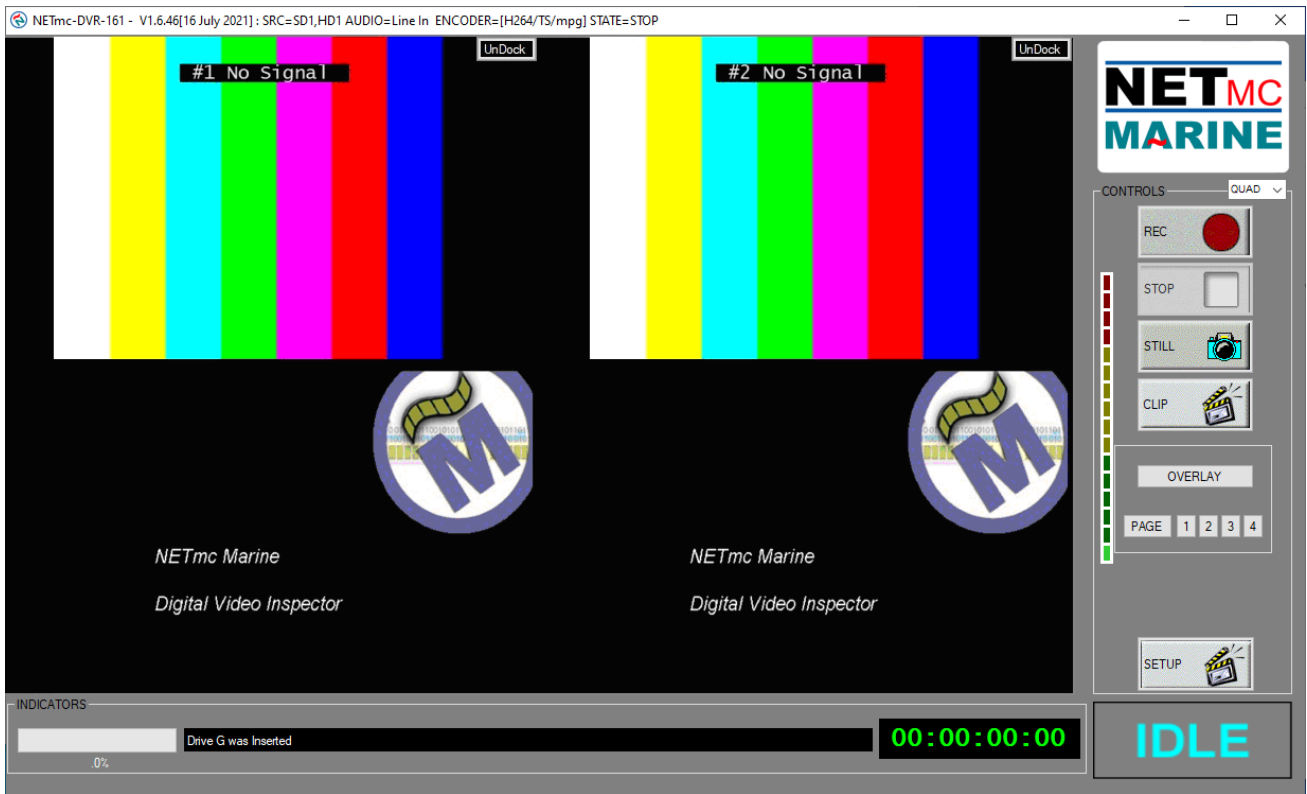 NETmc-DVR-161 - V1.6.46[16 July 2021] : SRC=SD1,HD1 AUDIO=Line In ENCODER=[H264/TS/mpg] STATE=STOP
UnDock
#1 No Signal
UnDock
#2 No Signal
NETmc Marine
Digital Video Inspector
NETmc Marine
Digital Video Inspector
NETMC
MARINE
CONTROLS
QUAD
REC
STOP
STILL
CLIP
OVERLAY
PAGE 1 2 3 4
SETUP
INDICATORS
Drive G was Inserted
.0%
00:00:00:00
IDLE